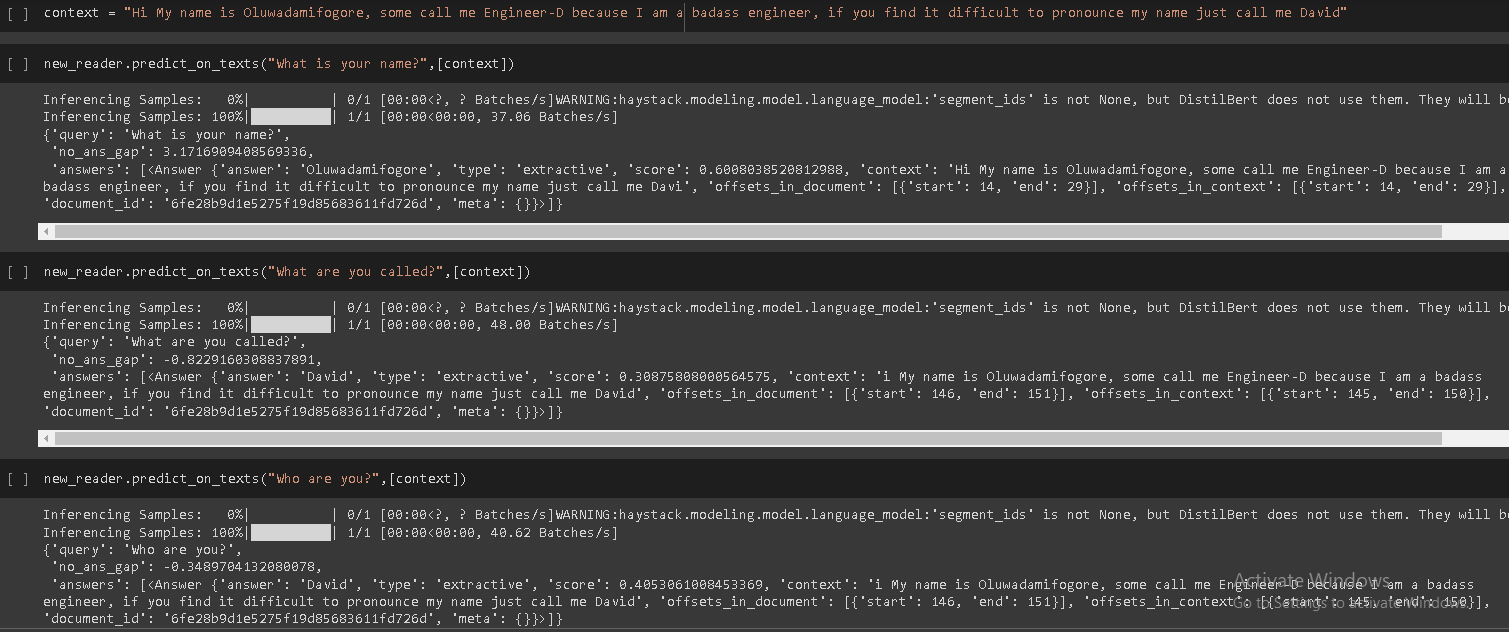 [ ] context = "Hi My name is Oluwadamifogore, some call me Engineer-D because I am a badass engineer, if you find it difficult to pronounce my name just call me David"
[ ] new_reader.predict_on_texts("What is your name?",[context])
Inferencing Samples:   0%|          | 0/1 [00:00<?, ? Batches/s]WARNING:haystack.modeling.model.language_model:'segment_ids' is not None, but DistilBert does not use them. They will b
Inferencing Samples: 100%|██████████| 1/1 [00:00<00:00, 37.06 Batches/s]
{'query': 'What is your name?',
'no_ans_gap': 3.1716909408569336,
'answers': [<Answer {'answer': 'Oluwadamifogore', 'type': 'extractive', 'score': 0.6008038520812988, 'context': 'Hi My name is Oluwadamifogore, some call me Engineer-D because I am a
badass engineer, if you find it difficult to pronounce my name just call me Davi', 'offsets_in_document': [{'start': 14, 'end': 29}], 'offsets_in_context': [{'start': 14, 'end': 29}],
'document_id': '6fe28b9d1e5275f19d85683611fd726d', 'meta': {}}>]}
[ ] new_reader.predict_on_texts("What are you called?",[context])
Inferencing Samples:   0%|          | 0/1 [00:00<?, ? Batches/s]WARNING:haystack.modeling.model.language_model:'segment_ids' is not None, but DistilBert does not use them. They will b
Inferencing Samples: 100%|██████████| 1/1 [00:00<00:00, 48.00 Batches/s]
{'query': 'What are you called?',
'no_ans_gap': -0.8229160308837891,
'answers': [<Answer {'answer': 'David', 'type': 'extractive', 'score': 0.30875808000564575, 'context': 'i My name is Oluwadamifogore, some call me Engineer-D because I am a badass
engineer, if you find it difficult to pronounce my name just call me David', 'offsets_in_document': [{'start': 146, 'end': 151}], 'offsets_in_context': [{'start': 145, 'end': 150}],
'document_id': '6fe28b9d1e5275f19d85683611fd726d', 'meta': {}}>]}
[ ] new_reader.predict_on_texts("Who are you?",[context])
Inferencing Samples:   0%|          | 0/1 [00:00<?, ? Batches/s]WARNING:haystack.modeling.model.language_model:'segment_ids' is not None, but DistilBert does not use them. They will b
Inferencing Samples: 100%|██████████| 1/1 [00:00<00:00, 40.62 Batches/s]
{'query': 'Who are you?',
'no_ans_gap': -0.3489704132080078,
'answers': [<Answer {'answer': 'David', 'type': 'extractive', 'score': 0.4053061008453369, 'context': 'i My name is Oluwadamifogore, some call me Engineer-D because I am a badass
engineer, if you find it difficult to pronounce my name just call me David', 'offsets_in_document': [{'start': 146, 'end': 151}], 'offsets_in_context': [{'start': 145, 'end': 150}],
'document_id': '6fe28b9d1e5275f19d85683611fd726d', 'meta': {}}>]}
Activate Windows
Go to Settings to activate Windows.